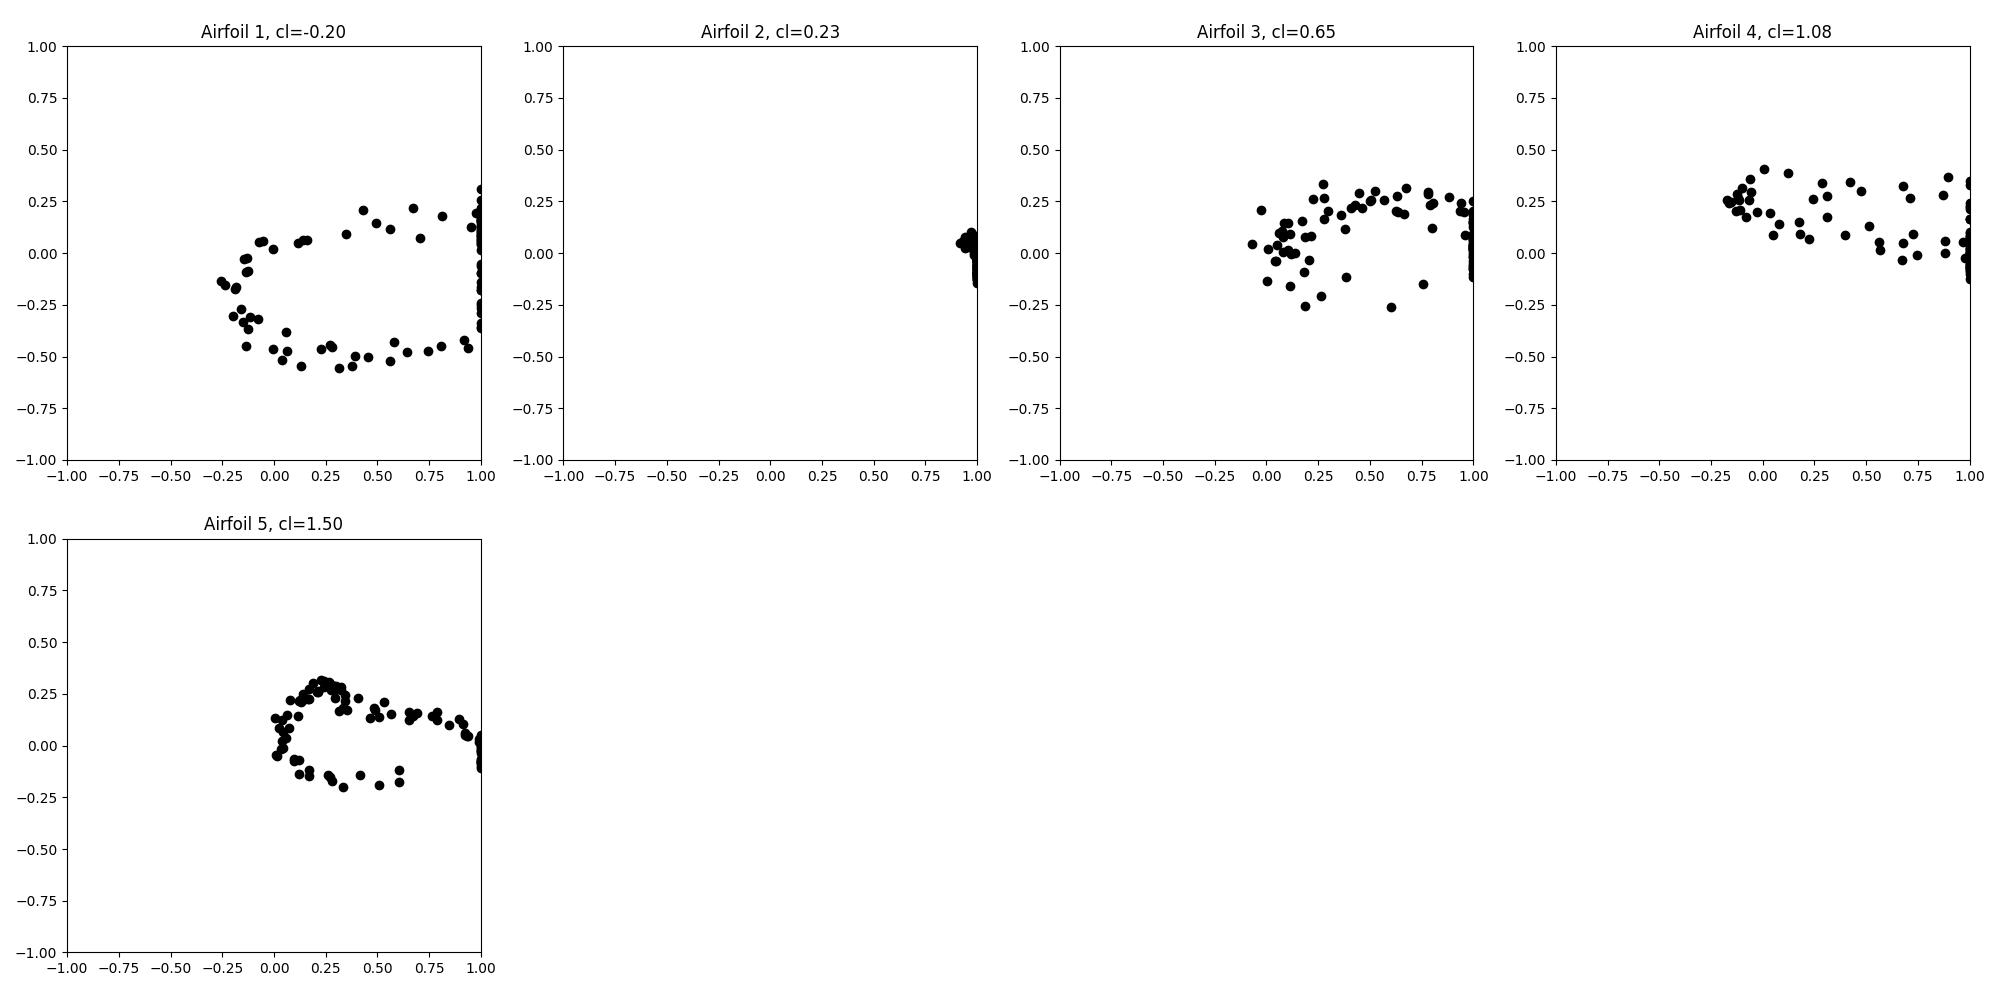 Airfoil 1, cl=-0.20
Airfoil 2, cl=0.23
Airfoil 3, cl=0.65
Airfoil 4, cl=1.08
1.00 1.00 1.00 1.00
0.75 0.75 0.75 0.75
0.50 0.50 0.50 0.50
0.25 0.25 0.25 0.25
0.00 0.00 0.00 0.00
−0.25 −0.25 −0.25 −0.25
−0.50 −0.50 −0.50 −0.50
−0.75 −0.75 −0.75 −0.75
−1.00 −1.00 −1.00 −1.00
−1.00 −0.75 −0.50 −0.25 0.00 0.25 0.50 0.75 1.00
−1.00 −0.75 −0.50 −0.25 0.00 0.25 0.50 0.75 1.00
−1.00 −0.75 −0.50 −0.25 0.00 0.25 0.50 0.75 1.00
−1.00 −0.75 −0.50 −0.25 0.00 0.25 0.50 0.75 1.00
Airfoil 5, cl=1.50
1.00
0.75
0.50
0.25
0.00
−0.25
−0.50
−0.75
−1.00
−1.00 −0.75 −0.50 −0.25 0.00 0.25 0.50 0.75 1.00